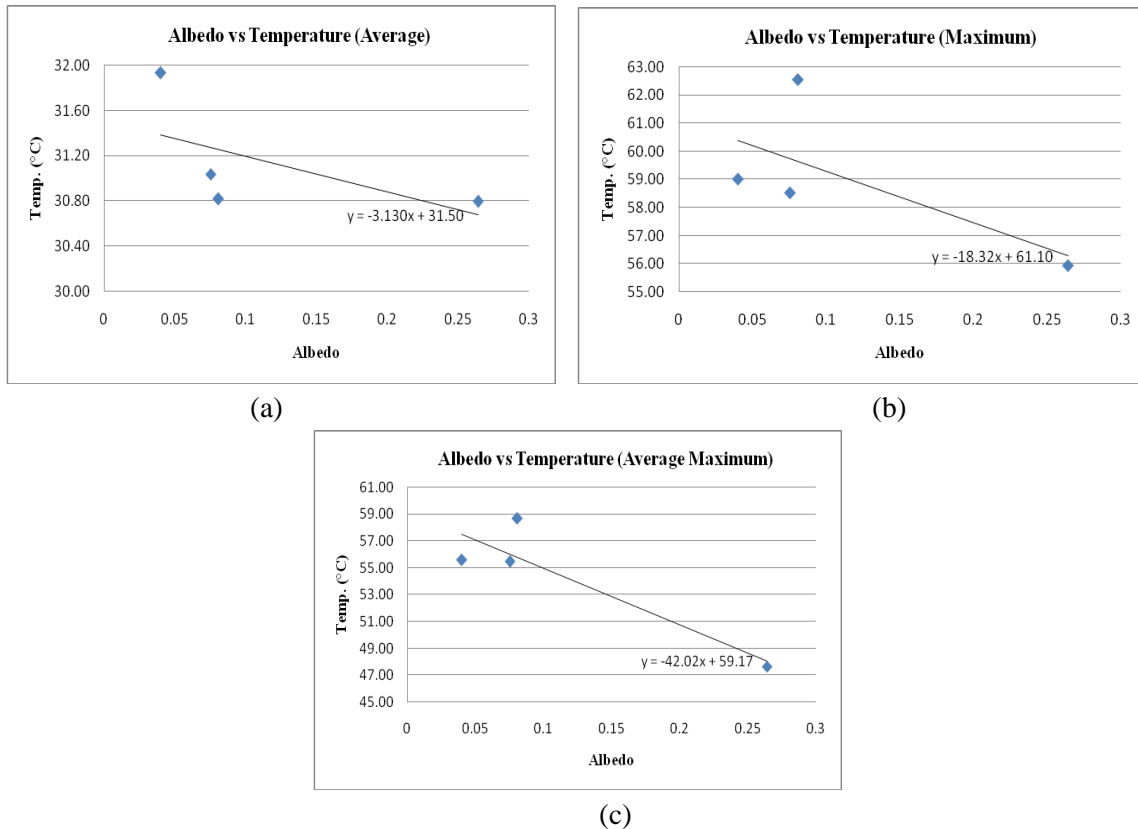 Albedo vs Temperature (Average)
Temp. (°C)
32.00
31.60
31.20
30.80
30.40
30.00
y = -3.130x + 31.50
0 0.05 0.1 0.15 0.2 0.25 0.3
Albedo
(a)
Albedo vs Temperature (Maximum)
Temp. (°C)
63.00
62.00
61.00
60.00
59.00
58.00
57.00
56.00
55.00
y = -18.32x + 61.10
0 0.05 0.1 0.15 0.2 0.25 0.3
Albedo
(b)
Albedo vs Temperature (Average Maximum)
Temp. (°C)
61.00
59.00
57.00
55.00
53.00
51.00
49.00
47.00
45.00
y = -42.02x + 59.17
0 0.05 0.1 0.15 0.2 0.25 0.3
Albedo
(c)